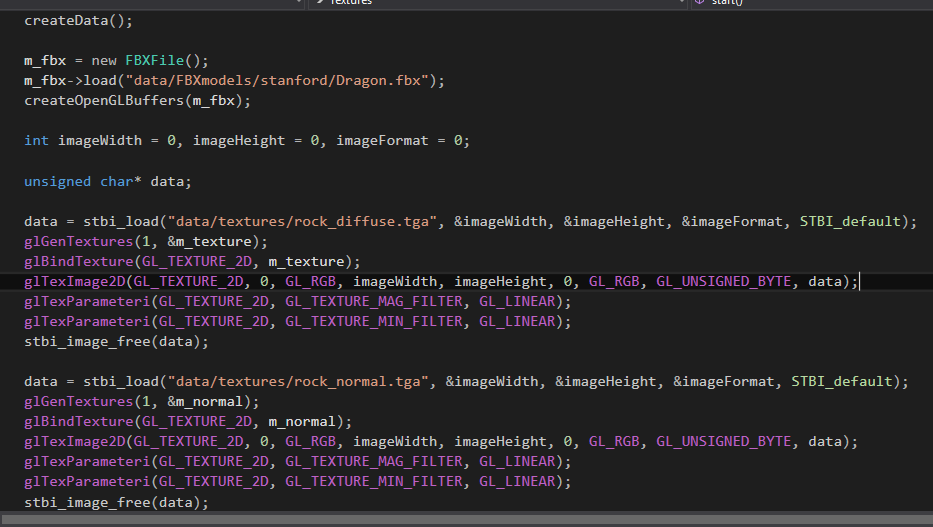 Textures start()
createData();
m_fbx = new FBXFile();
m_fbx->load("data/FBXmodels/stanford/Dragon.fbx");
createOpenGLBuffers(m_fbx);
int imageWidth = 0, imageHeight = 0, imageFormat = 0;
unsigned char* data;
data = stbi_load("data/textures/rock_diffuse.tga", &imageWidth, &imageHeight, &imageFormat, STBI_default);
glGenTextures(1, &m_texture);
glBindTexture(GL_TEXTURE_2D, m_texture);
glTexImage2D(GL_TEXTURE_2D, 0, GL_RGB, imageWidth, imageHeight, 0, GL_RGB, GL_UNSIGNED_BYTE, data);
glTexParameteri(GL_TEXTURE_2D, GL_TEXTURE_MAG_FILTER, GL_LINEAR);
glTexParameteri(GL_TEXTURE_2D, GL_TEXTURE_MIN_FILTER, GL_LINEAR);
stbi_image_free(data);
data = stbi_load("data/textures/rock_normal.tga", &imageWidth, &imageHeight, &imageFormat, STBI_default);
glGenTextures(1, &m_normal);
glBindTexture(GL_TEXTURE_2D, m_normal);
glTexImage2D(GL_TEXTURE_2D, 0, GL_RGB, imageWidth, imageHeight, 0, GL_RGB, GL_UNSIGNED_BYTE, data);
glTexParameteri(GL_TEXTURE_2D, GL_TEXTURE_MAG_FILTER, GL_LINEAR);
glTexParameteri(GL_TEXTURE_2D, GL_TEXTURE_MIN_FILTER, GL_LINEAR);
stbi_image_free(data);